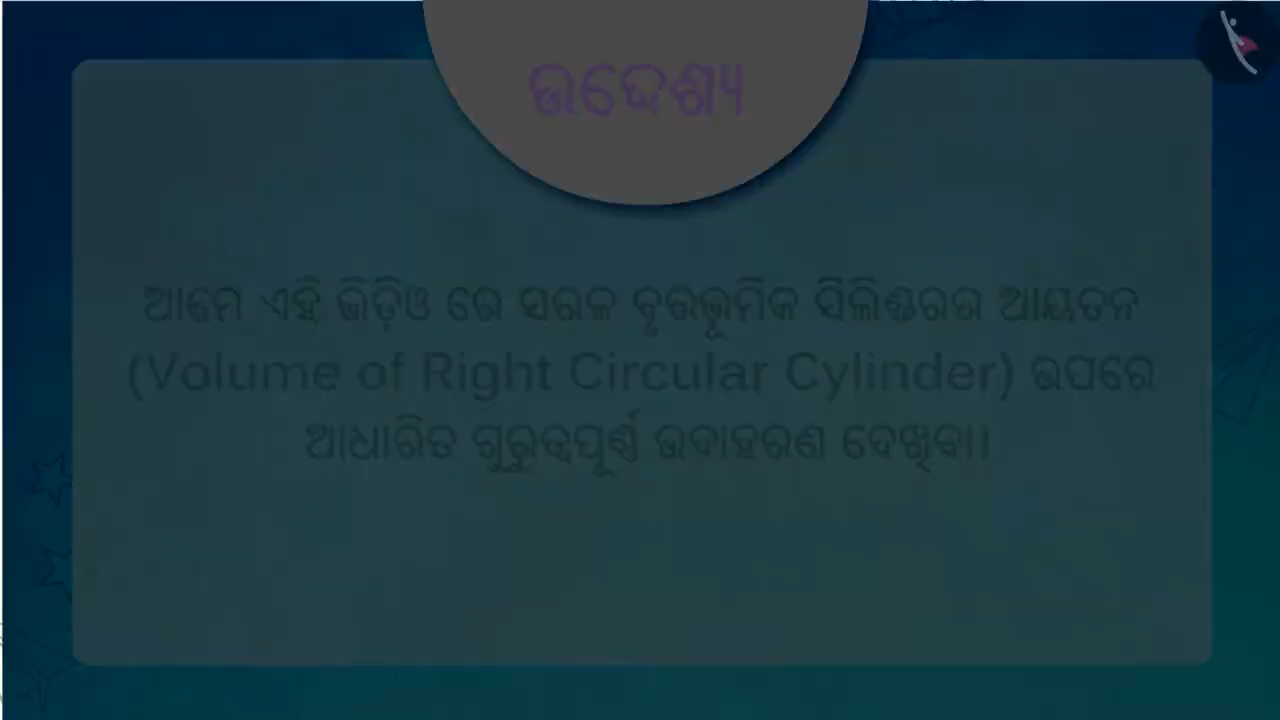 ଉଦ୍ଦେଶ୍ୟ
ଆମେ ଏହି ଭିଡ଼ିଓ ରେ ସରଳ ବୃତ୍ତଭୂମିକ ସିଲିଣ୍ଡରର ଆୟତନ
(Volume of Right Circular Cylinder) ଉପରେ
ଆଧାରିତ ଗୁରୁତ୍ୱପୂର୍ଣ୍ଣ ଉଦାହରଣ ଦେଖିବା।